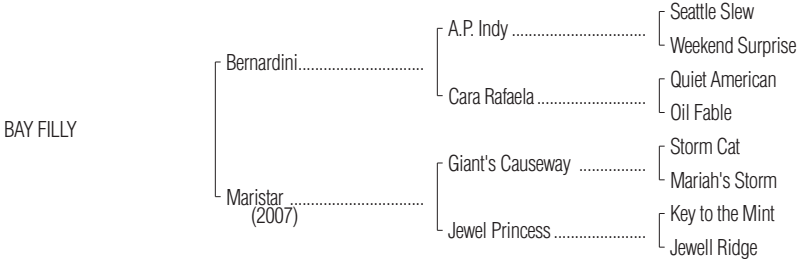 Seattle Slew
A.P. Indy ................................
Weekend Surprise
Bernardini..............................
Quiet American
Cara Rafaela ..........................
Oil Fable
BAY FILLY
Storm Cat
Giant's Causeway ................
Mariah's Storm
Maristar ................................
(2007)
Key to the Mint
Jewel Princess ......................
Jewell Ridge